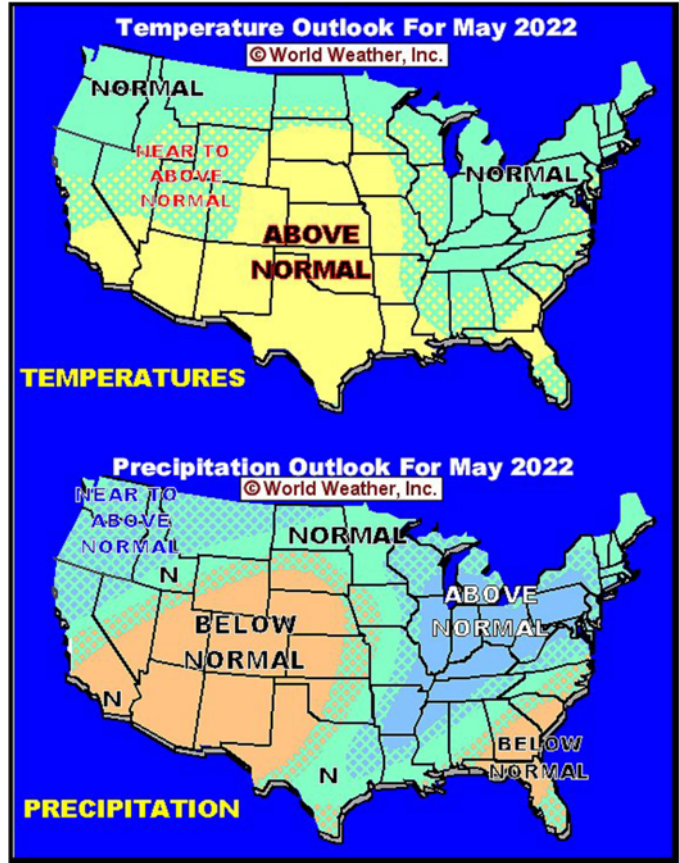 Temperature Outlook For May 2022
© World Weather, Inc.
NORMAL
NEAR TO
ABOVE
NORMAL
NORMAL
ABOVE
NORMAL
TEMPERATURES
Precipitation Outlook For May 2022
© World Weather, Inc.
NEAR TO
ABOVE
NORMAL
NORMAL
N
ABOVE
NORMAL
BELOW
NORMAL
N
BELOW
NORMAL
N
PRECIPITATION